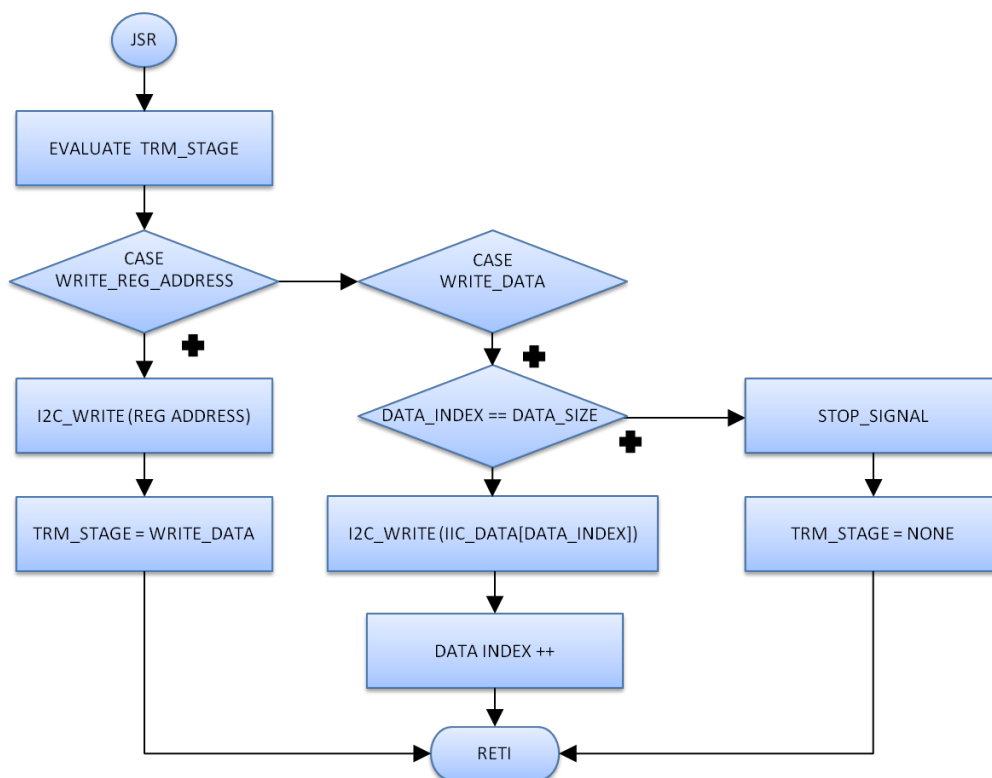 JSR
EVALUATE TRM_STAGE
CASE
WRITE_REG_ADDRESS
CASE
WRITE_DATA
I2C_WRITE (REG ADDRESS)
DATA_INDEX == DATA_SIZE
STOP_SIGNAL
TRM_STAGE = WRITE_DATA
I2C_WRITE (IIC_DATA[DATA_INDEX])
TRM_STAGE = NONE
DATA INDEX ++
RETI